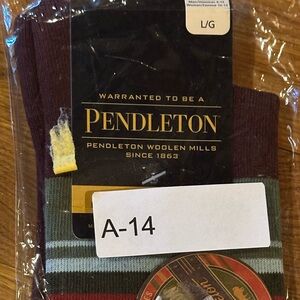 L/G
WARRANTED TO BE A
PENDLETON
PENDLETON WOOLEN MILLS
SINCE 1863
A-14